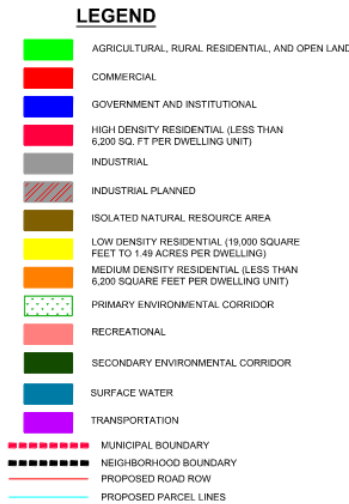 LEGEND
AGRICULTURAL, RURAL RESIDENTIAL, AND OPEN LAND
COMMERCIAL
GOVERNMENT AND INSTITUTIONAL
HIGH DENSITY RESIDENTIAL (LESS THAN
6,200 SQ. FT PER DWELLING UNIT)
INDUSTRIAL
INDUSTRIAL PLANNED
ISOLATED NATURAL RESOURCE AREA
LOW DENSITY RESIDENTIAL (19,000 SQUARE
FEET TO 1.49 ACRES PER DWELLING)
MEDIUM DENSITY RESIDENTIAL (LESS THAN
6,200 SQUARE FEET PER DWELLING UNIT)
PRIMARY ENVIRONMENTAL CORRIDOR
RECREATIONAL
SECONDARY ENVIRONMENTAL CORRIDOR
SURFACE WATER
TRANSPORTATION
MUNICIPAL BOUNDARY
NEIGHBORHOOD BOUNDARY
PROPOSED ROAD ROW
PROPOSED PARCEL LINES